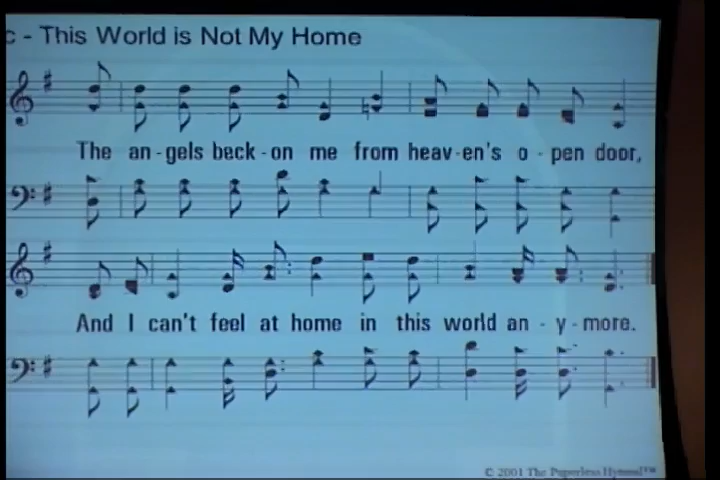 c - This World is Not My Home
The an-gels beck-on me from heav-en's o-pen door,
And I can't feel at home in this world an-y-more.
© 2001 The Paperless Hymnal™